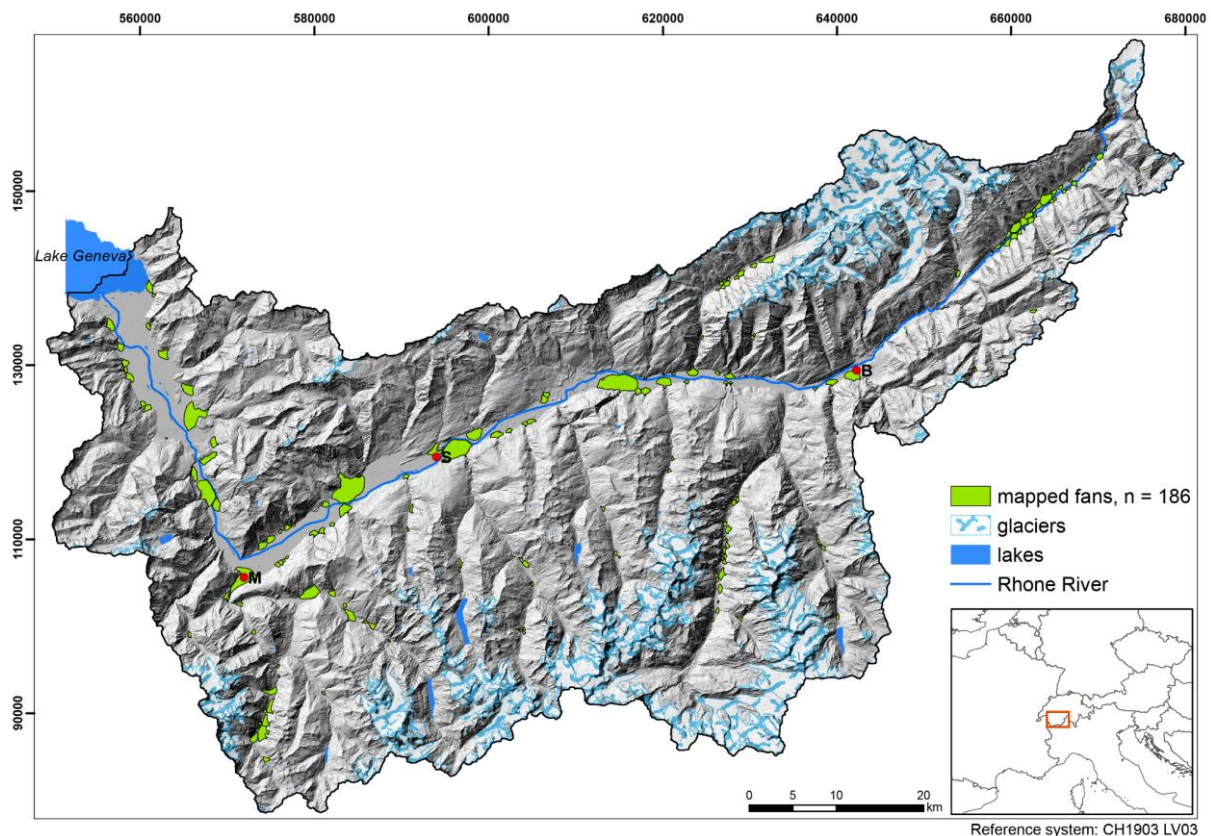 560000 580000 600000 620000 640000 660000 680000
150000
Lake Geneva
130000
B
S
110000
M
90000
mapped fans, n = 186
glaciers
lakes
Rhone River
0 5 10 20
km
Reference system: CH1903 LV03